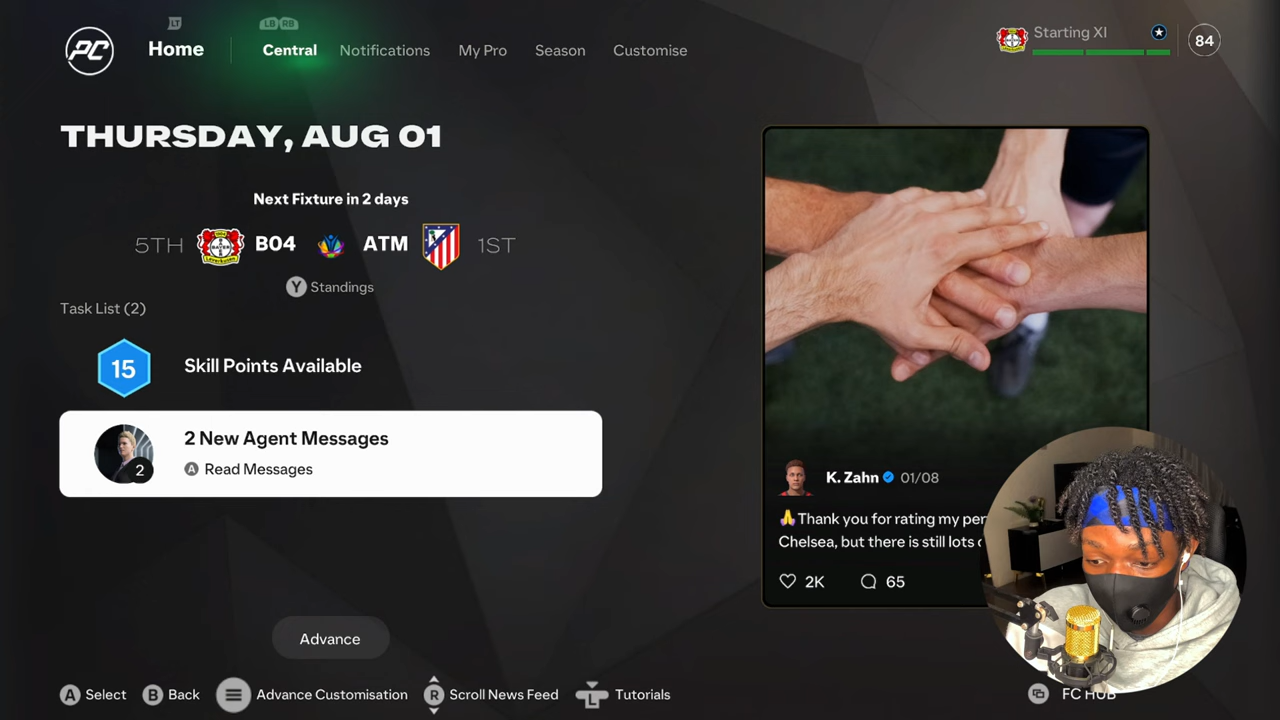 LT
LB RB
PC
Home
Central
Notifications
My Pro
Season
Customise
Starting XI
84
THURSDAY, AUG 01
Next Fixture in 2 days
5TH
B04
ATM
1ST
Y Standings
Task List (2)
15
Skill Points Available
2 New Agent Messages
2
A Read Messages
K. Zahn
01/08
🙏Thank you for rating my per
Chelsea, but there is still lots
2K
65
Advance
A Select
B Back
Advance Customisation
R Scroll News Feed
L Tutorials
FC HUB